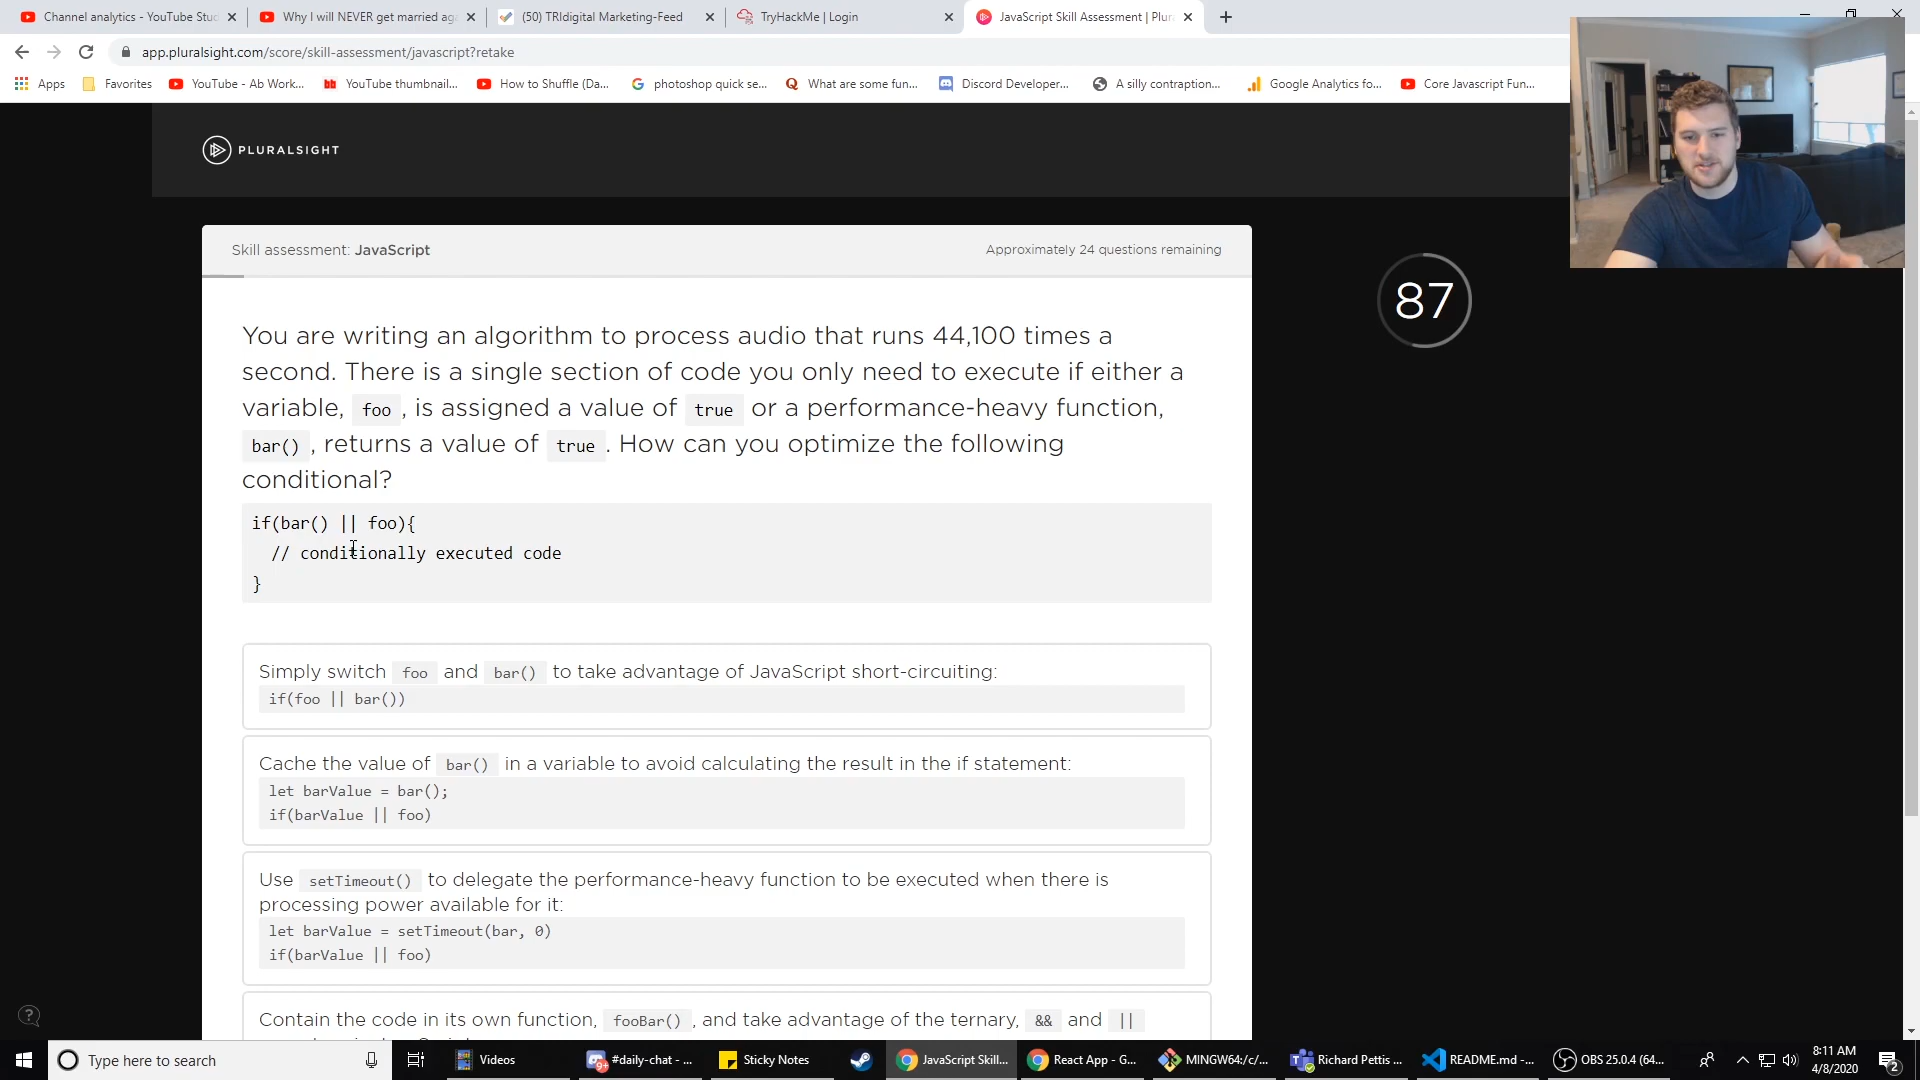 Channel analytics - YouTube Stu
Why I will NEVER get married ag
(50) TRIdigital Marketing-Feed
TryHackMe | Login
JavaScript Skill Assessment | Plur
app.pluralsight.com/score/skill-assessment/javascript?retake
Apps
Favorites
YouTube - Ab Work...
YouTube thumbnail...
How to Shuffle (Da...
photoshop quick se...
What are some fun...
Discord Developer...
A silly contraption...
Google Analytics fo...
Core Javascript Fun...
PLURALSIGHT
Skill assessment: JavaScript
Approximately 24 questions remaining
87
You are writing an algorithm to process audio that runs 44,100 times a
second. There is a single section of code you only need to execute if either a
variable, foo , is assigned a value of true or a performance-heavy function,
bar() , returns a value of true . How can you optimize the following
conditional?
if(bar() || foo){
// conditionally executed code
}
Simply switch foo and bar() to take advantage of JavaScript short-circuiting:
if(foo || bar())
Cache the value of bar() in a variable to avoid calculating the result in the if statement:
let barValue = bar();
if(barValue || foo)
Use setTimeout() to delegate the performance-heavy function to be executed when there is
processing power available for it:
let barValue = setTimeout(bar, 0)
if(barValue || foo)
Contain the code in its own function, fooBar() , and take advantage of the ternary, && and ||
Type here to search
Videos
#daily-chat - ...
Sticky Notes
JavaScript Skill...
React App - G...
MINGW64:/c/...
Richard Pettis ...
README.md -...
OBS 25.0.4 (64...
8:11 AM
4/8/2020
2